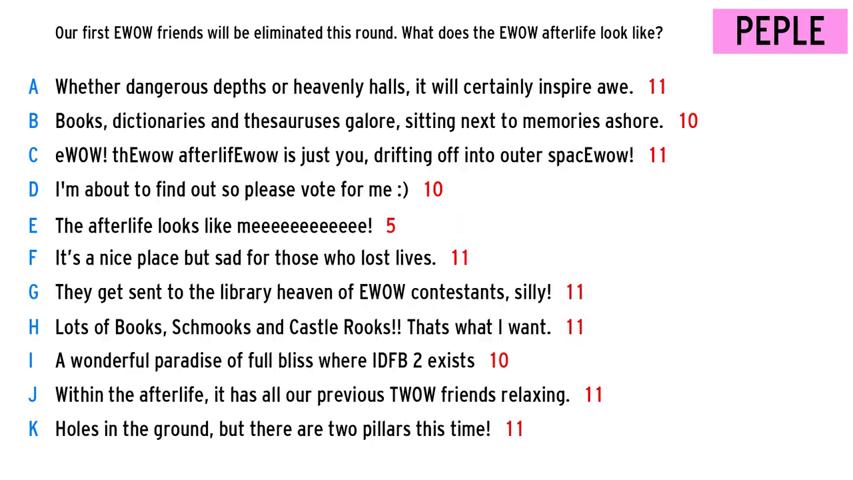 Our first EWOW friends will be eliminated this round. What does the EWOW afterlife look like?
PEPLE
A Whether dangerous depths or heavenly halls, it will certainly inspire awe. 11
B Books, dictionaries and thesauruses galore, sitting next to memories ashore. 10
C eWOW! thEwow afterlifEwow is just you, drifting off into outer spacEwow! 11
D I'm about to find out so please vote for me :) 10
E The afterlife looks like meeeeeeeeeeee! 5
F It's a nice place but sad for those who lost lives. 11
G They get sent to the library heaven of EWOW contestants, silly! 11
H Lots of Books, Schmooks and Castle Rooks!! Thats what I want. 11
I A wonderful paradise of full bliss where IDFB 2 exists 10
J Within the afterlife, it has all our previous TWOW friends relaxing. 11
K Holes in the ground, but there are two pillars this time! 11